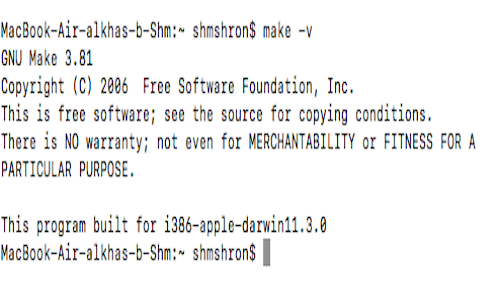 MacBook-Air-alkhas-b-Shm:~ shmshron$ make -v
GNU Make 3.81
Copyright (C) 2006  Free Software Foundation, Inc.
This is free software; see the source for copying conditions.
There is NO warranty; not even for MERCHANTABILITY or FITNESS FOR A
PARTICULAR PURPOSE.

This program built for i386-apple-darwin11.3.0
MacBook-Air-alkhas-b-Shm:~ shmshron$